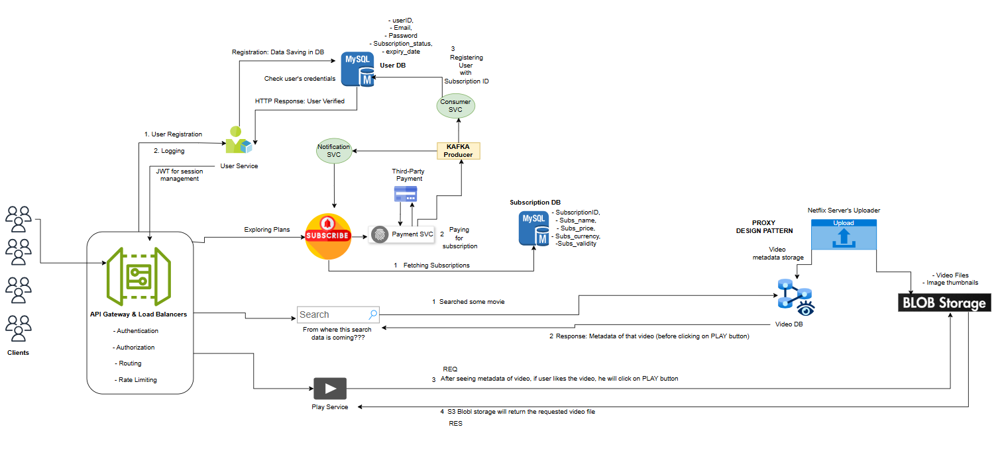 - userID,
- Email,
- Password
- Subscription_status,
- expiry_date
MySQL
M
User DB
Registration: Data Saving in DB
Check user's credentials
HTTP Response: User Verified
3
Registering
User
with
Subscription ID
Consumer
SVC
1. User Registration
2. Logging
User Service
JWT for session
management
Notification
SVC
KAFKA
Producer
Third-Party
Payment
Exploring Plans
SUBSCRIBE
Payment SVC
2 Paying
for
subscription
1 Fetching Subscriptions
Subscription DB
MySQL
M
- SubscriptionID,
- Subs_name,
- Subs_price,
- Subs_currency,
-Subs_validity
Netflix Server's Uploader
PROXY
DESIGN PATTERN
Upload
Video
metadata storage
- Video Files
- Image thumbnails
BLOB Storage
Video DB
Clients
API Gateway & Load Balancers
- Authentication
- Authorization
- Routing
- Rate Limiting
Search
From where this search
data is coming???
1 Searched some movie
2 Response: Metadata of that video (before clicking on PLAY button)
REQ
3 After seeing metadata of video, if user likes the video, he will click on PLAY button
Play Service
4 S3 Blobl storage will return the requested video file
RES